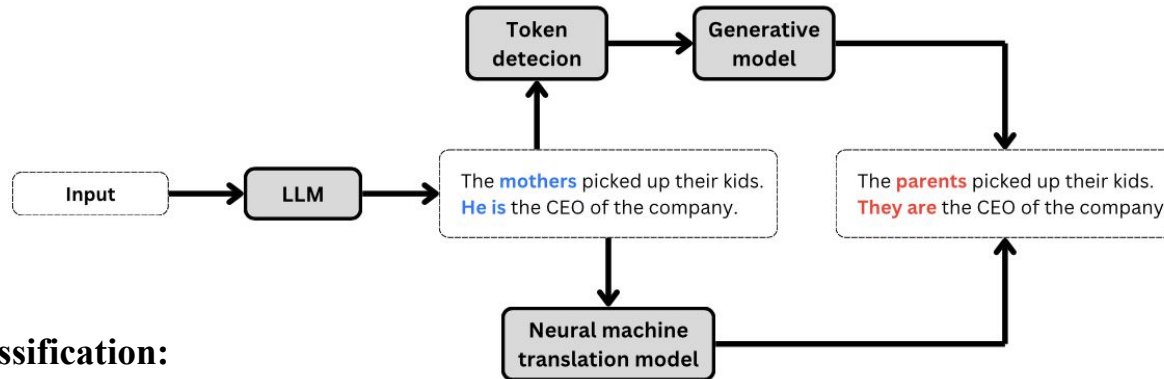 Token
detecion
Generative
model
Input
LLM
The mothers picked up their kids.
He is the CEO of the company.
The parents picked up their kids.
They are the CEO of the company
Neural machine
translation model
ssification: